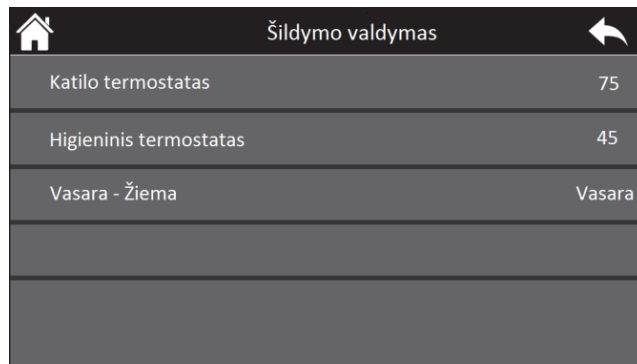 Šildymo valdymas
Katilo termostatas 75
Higieninis termostatas 45
Vasara - Žiema Vasara